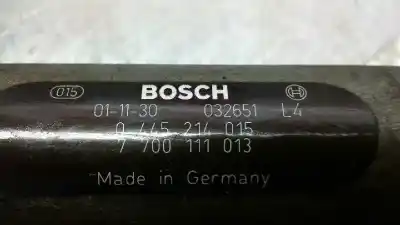 015 BOSCH
01-11-30 032651 L4
0 445 214 015
7 700 111 013
Made in Germany